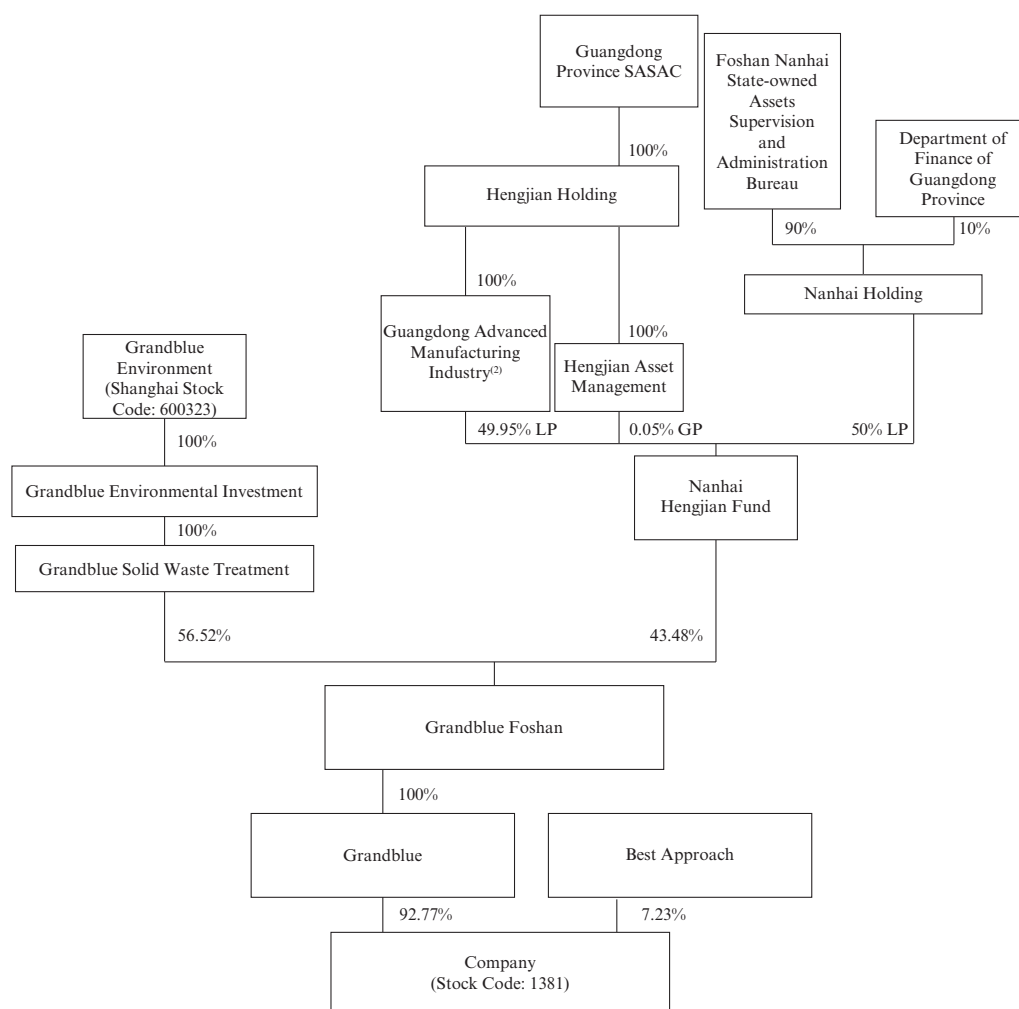 Guangdong
Province SASAC
Foshan Nanhai
State-owned
Assets
Supervision
and
Administration
Bureau
Department of
Finance of
Guangdong
Province
100%
Hengjian Holding
90%
10%
100%
Nanhai Holding
100%
Guangdong Advanced
Manufacturing
Industry(2)
Hengjian Asset
Management
Grandblue
Environment
(Shanghai Stock
Code: 600323)
49.95% LP
0.05% GP
50% LP
100%
Grandblue Environmental Investment
Nanhai
Hengjian Fund
100%
Grandblue Solid Waste Treatment
56.52%
43.48%
Grandblue Foshan
100%
Grandblue
Best Approach
92.77%
7.23%
Company
(Stock Code: 1381)